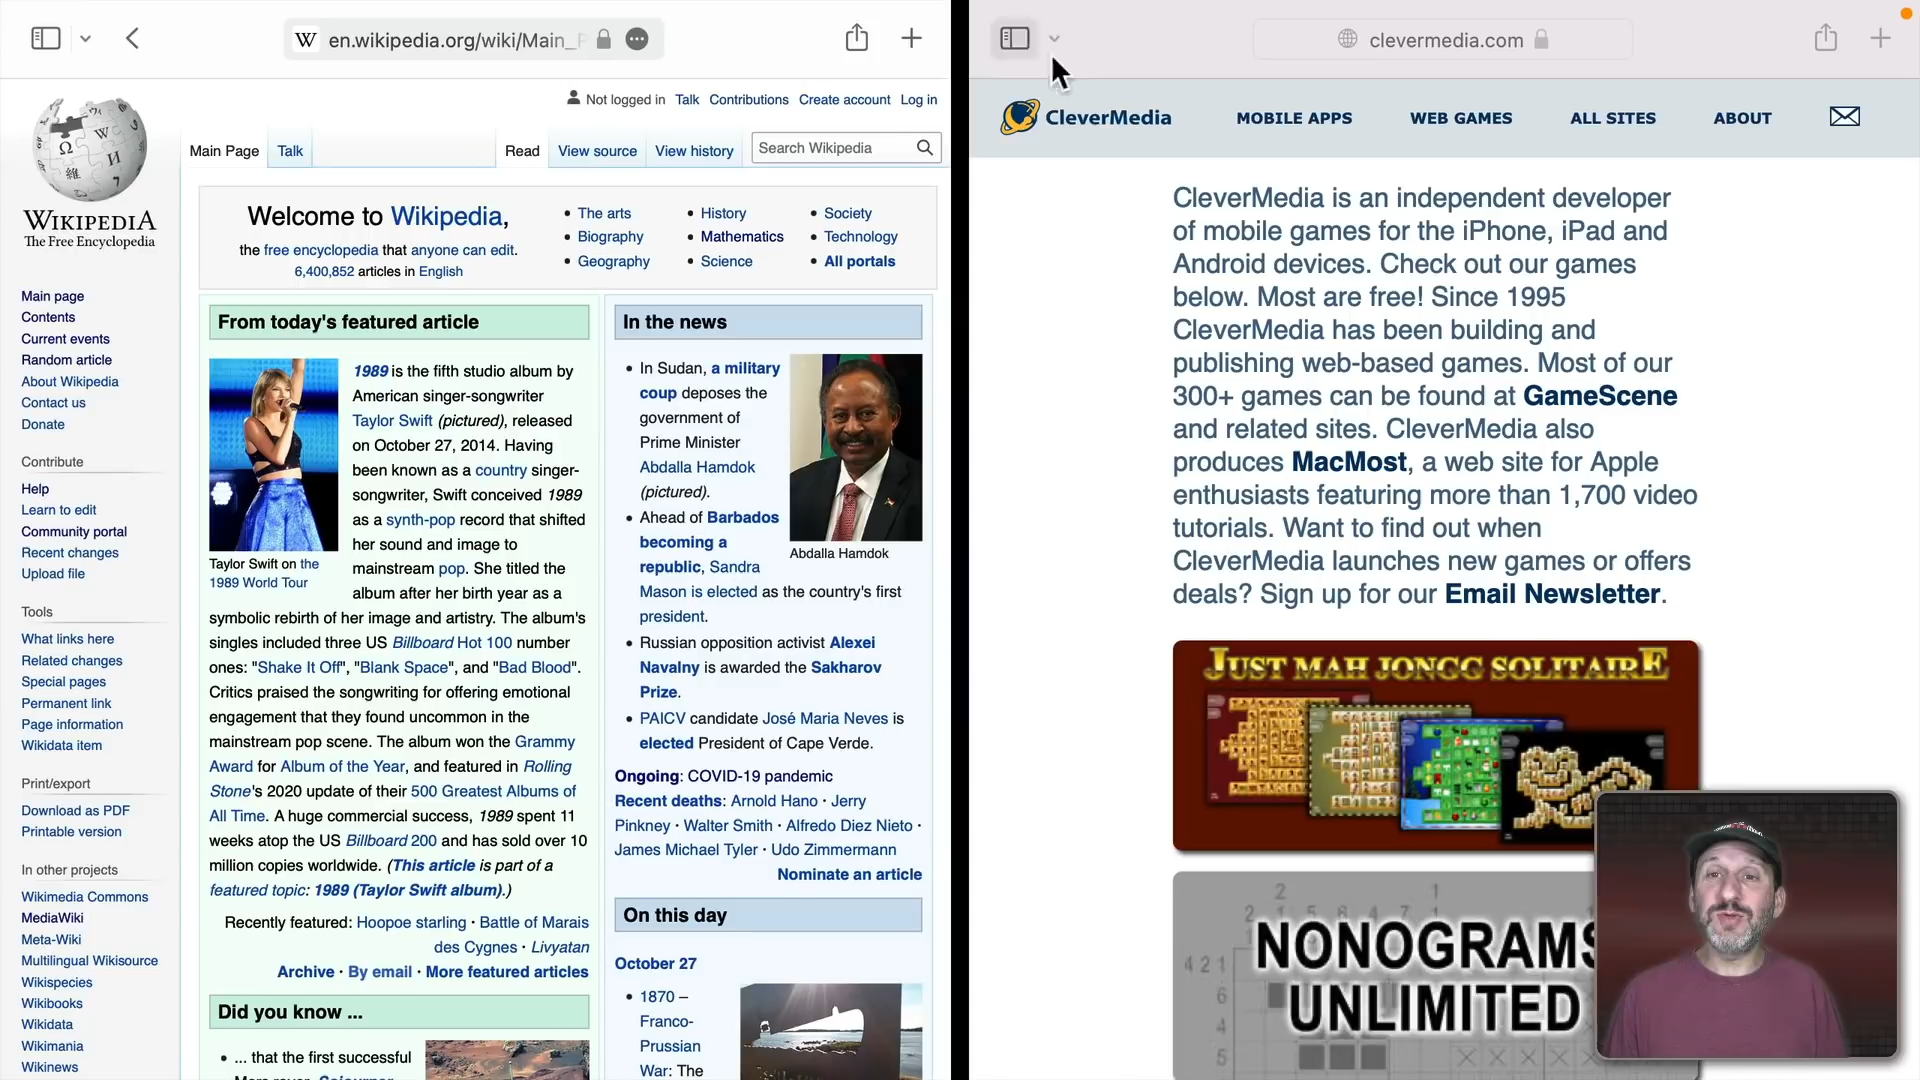 W en.wikipedia.org/wiki/Main_P
clevermedia.com
WIKIPEDIA
The Free Encyclopedia
Main page
Contents
Current events
Random article
About Wikipedia
Contact us
Donate
Contribute
Help
Learn to edit
Community portal
Recent changes
Upload file
Tools
What links here
Related changes
Special pages
Permanent link
Page information
Wikidata item
Print/export
Download as PDF
Printable version
In other projects
Wikimedia Commons
MediaWiki
Meta-Wiki
Multilingual Wikisource
Wikispecies
Wikibooks
Wikidata
Wikimania
Wikinews
Not logged in Talk Contributions Create account Log in
Main Page Talk Read View source View history Search Wikipedia
Welcome to Wikipedia,
the free encyclopedia that anyone can edit.
6,400,852 articles in English
• The arts
• Biography
• Geography
• History
• Mathematics
• Science
• Society
• Technology
• All portals
From today's featured article
1989 is the fifth studio album by
American singer-songwriter
Taylor Swift (pictured), released
on October 27, 2014. Having
been known as a country singer-
songwriter, Swift conceived 1989
as a synth-pop record that shifted
her sound and image to
mainstream pop. She titled the
album after her birth year as a
Taylor Swift on the
1989 World Tour
symbolic rebirth of her image and artistry. The album's
singles included three US Billboard Hot 100 number
ones: "Shake It Off", "Blank Space", and "Bad Blood".
Critics praised the songwriting for offering emotional
engagement that they found uncommon in the
mainstream pop scene. The album won the Grammy
Award for Album of the Year, and featured in Rolling
Stone's 2020 update of their 500 Greatest Albums of
All Time. A huge commercial success, 1989 spent 11
weeks atop the US Billboard 200 and has sold over 10
million copies worldwide. (This article is part of a
featured topic: 1989 (Taylor Swift album).)
Recently featured: Hoopoe starling · Battle of Marais
des Cygnes · Livyatan
Archive · By email · More featured articles
Did you know ...
• ... that the first successful
In the news
• In Sudan, a military
coup deposes the
government of
Prime Minister
Abdalla Hamdok
(pictured).
• Ahead of Barbados
becoming a
republic, Sandra
Mason is elected as the country's first
president.
Abdalla Hamdok
• Russian opposition activist Alexei
Navalny is awarded the Sakharov
Prize.
• PAICV candidate José Maria Neves is
elected President of Cape Verde.
Ongoing: COVID-19 pandemic
Recent deaths: Arnold Hano · Jerry
Pinkney · Walter Smith · Alfredo Diez Nieto ·
James Michael Tyler · Udo Zimmermann
Nominate an article
On this day
October 27
• 1870 –
Franco-
Prussian
War: The
CleverMedia MOBILE APPS WEB GAMES ALL SITES ABOUT
CleverMedia is an independent developer
of mobile games for the iPhone, iPad and
Android devices. Check out our games
below. Most are free! Since 1995
CleverMedia has been building and
publishing web-based games. Most of our
300+ games can be found at GameScene
and related sites. CleverMedia also
produces MacMost, a web site for Apple
enthusiasts featuring more than 1,700 video
tutorials. Want to find out when
CleverMedia launches new games or offers
deals? Sign up for our Email Newsletter.
JUST MAH JONGG SOLITAIRE
NONOGRAMS
UNLIMITED